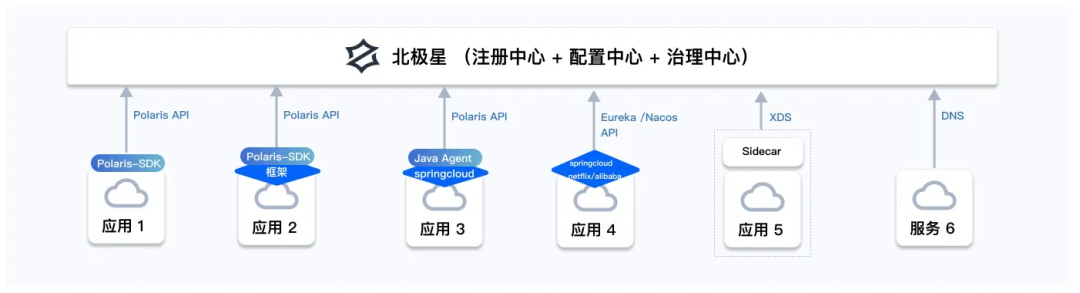 北极星 （注册中心 + 配置中心 + 治理中心）
Polaris API
Polaris API
Polaris API
Eureka /Nacos
API
XDS
DNS
Polaris-SDK
应用 1
Polaris-SDK
框架
应用 2
Java Agent
springcloud
应用 3
springcloud
netflix/alibaba
应用 4
Sidecar
应用 5
服务 6